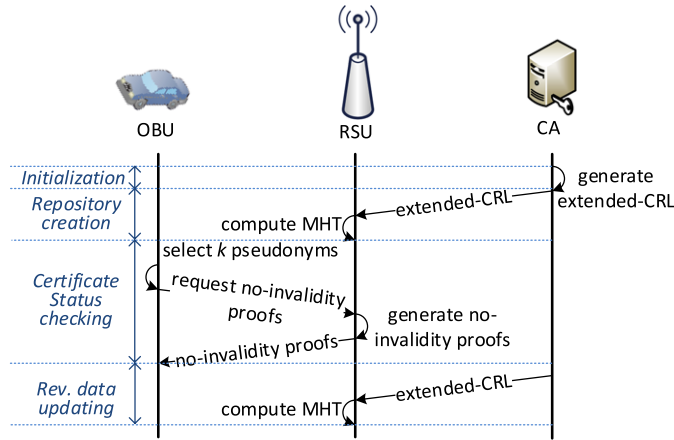 OBU
RSU
CA
Initialization
generate
extended-CRL
Repository
creation
extended-CRL
compute MHT
select k pseudonyms
Certificate
Status
checking
request no-invalidity
proofs
generate no-
invalidity proofs
no-invalidity proofs
Rev. data
updating
extended-CRL
compute MHT